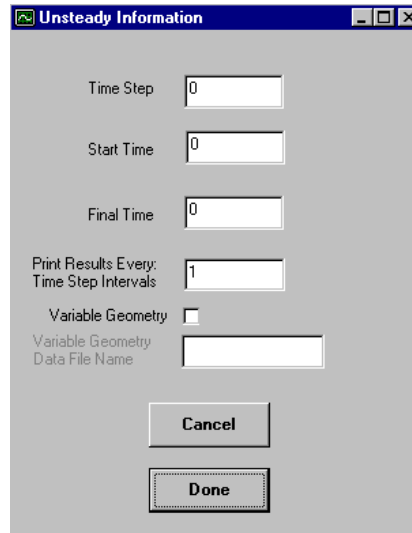 Unsteady Information
Time Step 0
Start Time 0
Final Time 0
Print Results Every:
Time Step Intervals 1
Variable Geometry
Variable Geometry
Data File Name
Cancel
Done